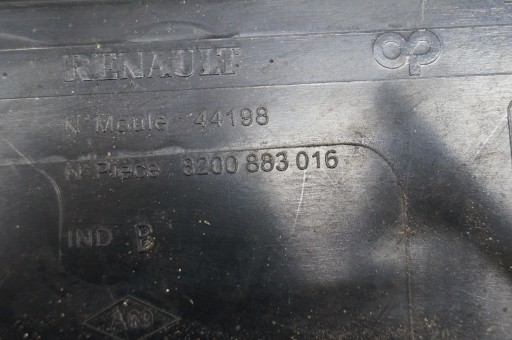 RENAULT
N° Moule : 44198
N° Pièce : 8200 883 016
IND B